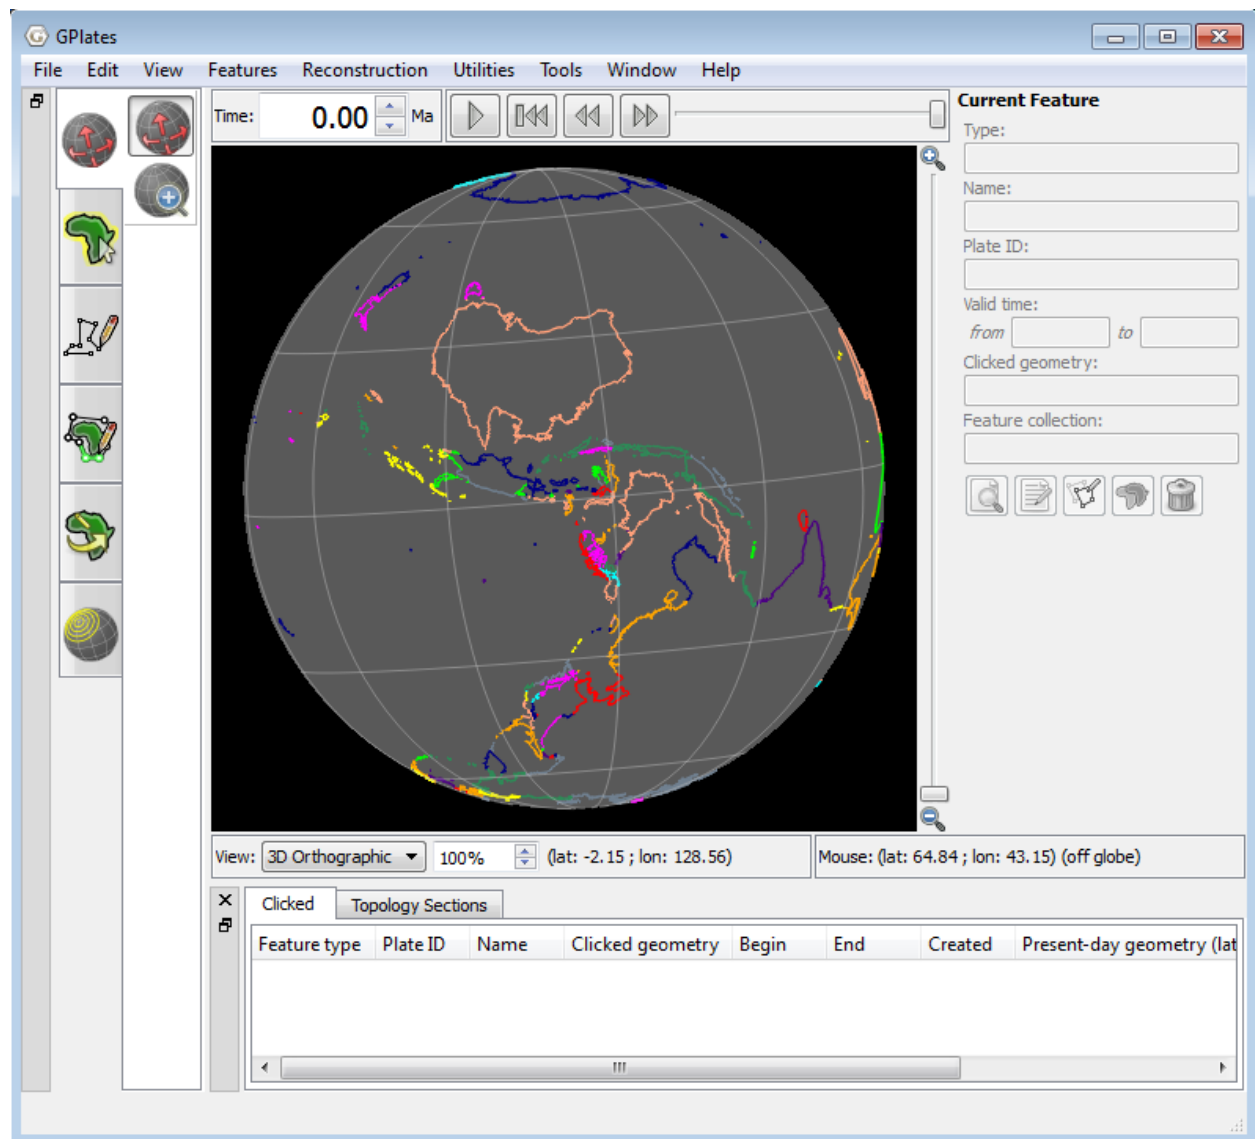 GPlates
File Edit View Features Reconstruction Utilities Tools Window Help
Time: 0.00 Ma
Current Feature
Type:
Name:
Plate ID:
Valid time:
from to
Clicked geometry:
Feature collection:
View: 3D Orthographic 100% (lat: -2.15 ; lon: 128.56) Mouse: (lat: 64.84 ; lon: 43.15) (off globe)
Clicked Topology Sections
Feature type Plate ID Name Clicked geometry Begin End Created Present-day geometry (lat